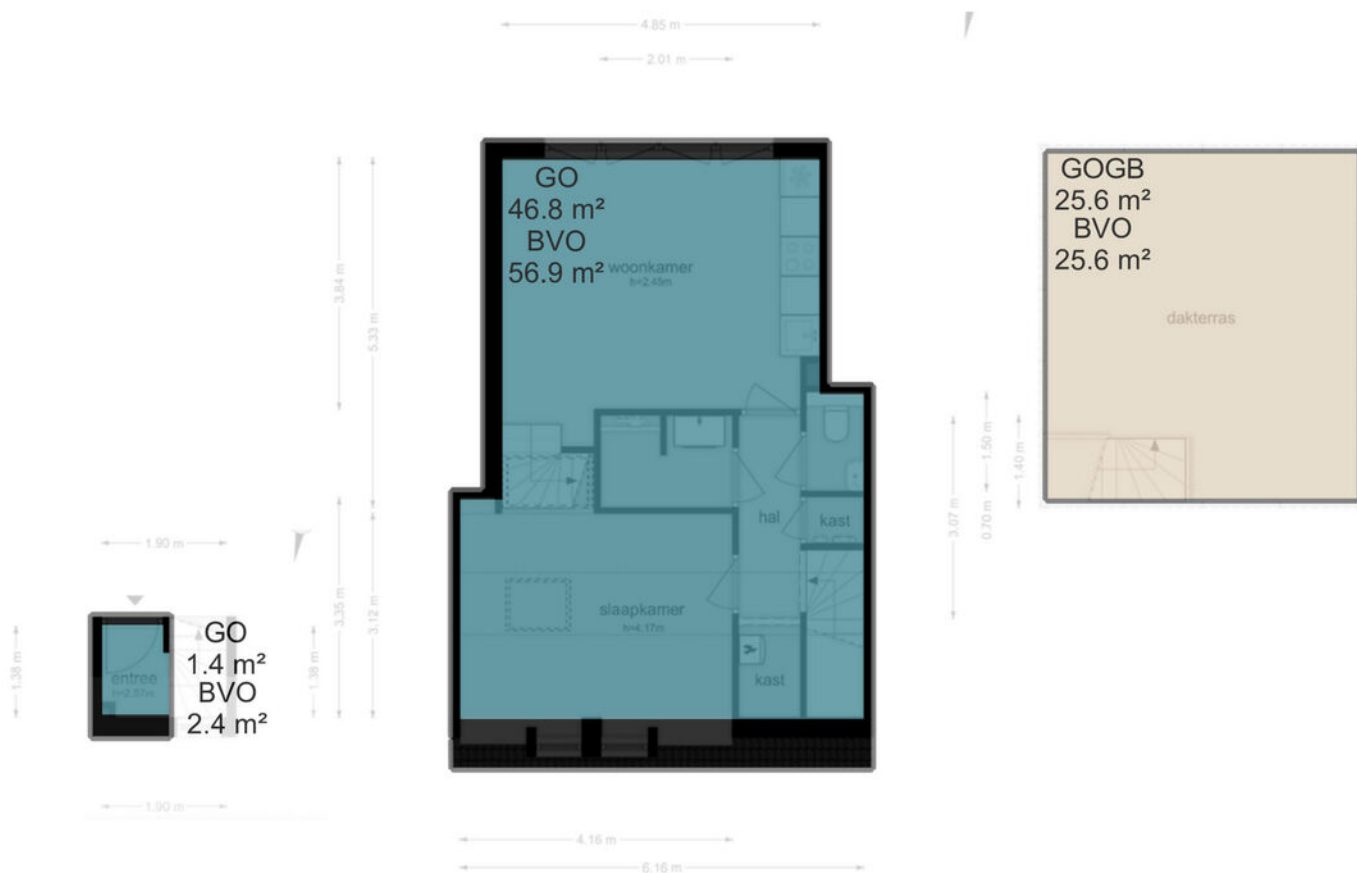 4.85 m
2.01 m
GO
46.8 m²
BVO
56.9 m²
woonkamer
h=2.49m
GOGB
25.6 m²
BVO
25.6 m²
dakterras
3.84 m
5.33 m
1.50 m
1.40 m
3.07 m
0.70 m
hal
kast
1.90 m
3.35 m
3.12 m
slaapkamer
h=4.17m
kast
1.38 m
entree
GO
1.4 m²
BVO
2.4 m²
1.38 m
1.90 m
4.16 m
6.16 m